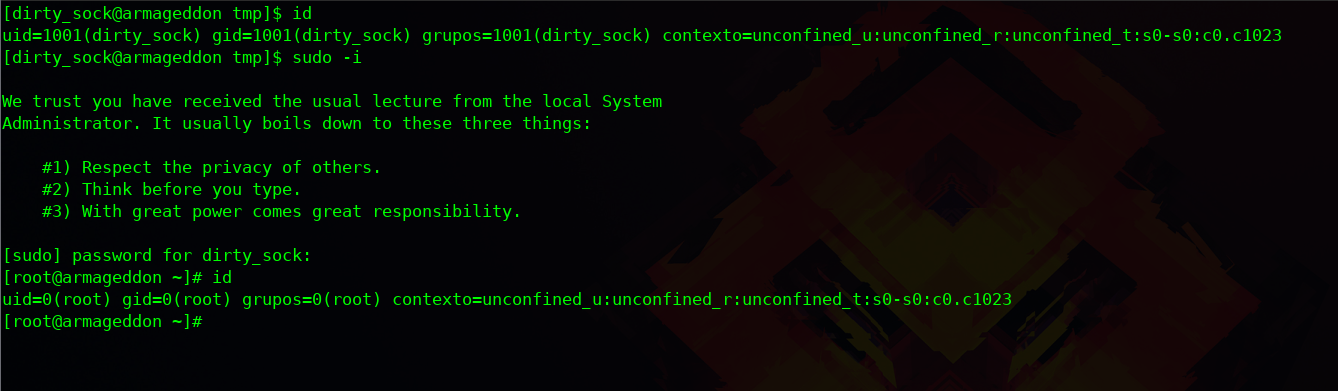 [dirty_sock@armageddon tmp]$ id
uid=1001(dirty_sock) gid=1001(dirty_sock) grupos=1001(dirty_sock) contexto=unconfined_u:unconfined_r:unconfined_t:s0-s0:c0.c1023
[dirty_sock@armageddon tmp]$ sudo -i
We trust you have received the usual lecture from the local System
Administrator. It usually boils down to these three things:
#1) Respect the privacy of others.
#2) Think before you type.
#3) With great power comes great responsibility.
[sudo] password for dirty_sock:
[root@armageddon ~]# id
uid=0(root) gid=0(root) grupos=0(root) contexto=unconfined_u:unconfined_r:unconfined_t:s0-s0:c0.c1023
[root@armageddon ~]#